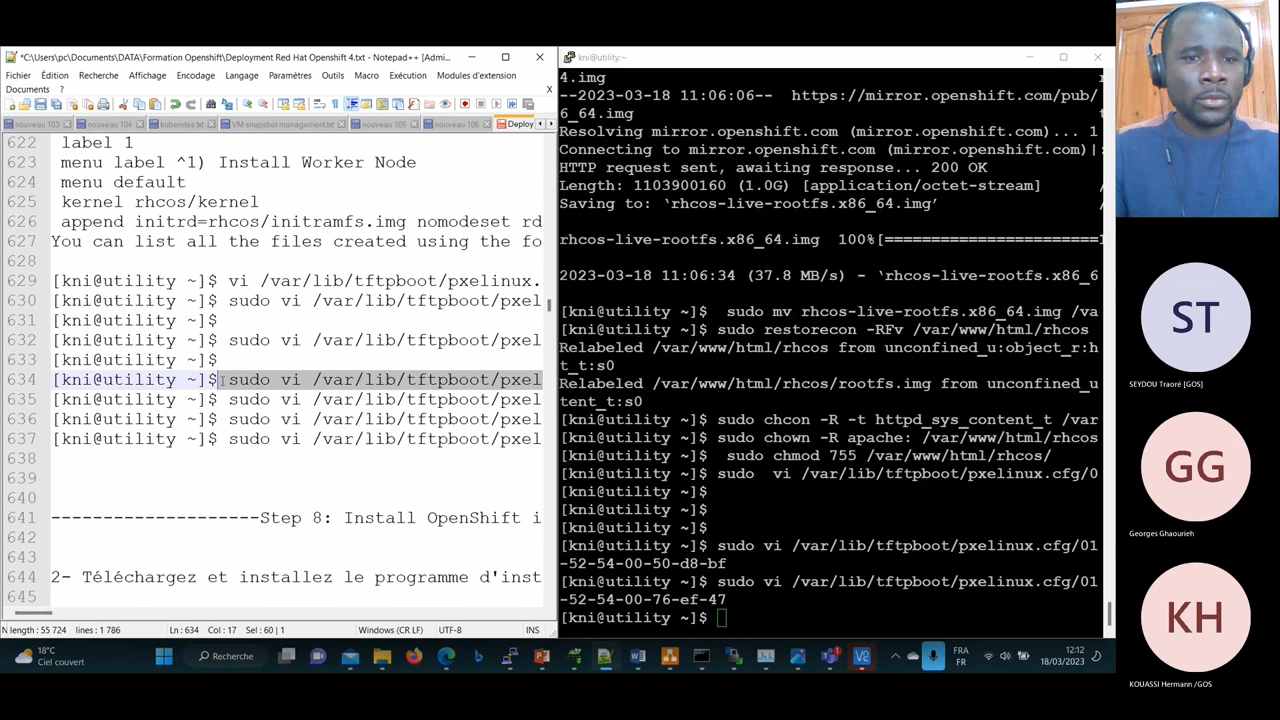 *C:\Users\pc\Documents\DATA\Formation Openshift\Deployment Red Hat Openshift 4.txt - Notepad++ [Admi...
Fichier Édition Recherche Affichage Encodage Langage Paramètres Outils Macro Exécution Modules d'extension
Documents ? X
nouveau 103 nouveau 104 kuberntes.txt VM snapshot management.txt nouveau 105 nouveau 106 Deploy
622 label 1
623 menu label ^1) Install Worker Node
624 menu default
625 kernel rhcos/kernel
626 append initrd=rhcos/initramfs.img nomodeset rd
627 You can list all the files created using the fo
628
629 [kni@utility ~]$ vi /var/lib/tftpboot/pxelinux.
630 [kni@utility ~]$ sudo vi /var/lib/tftpboot/pxel
631 [kni@utility ~]$
632 [kni@utility ~]$ sudo vi /var/lib/tftpboot/pxel
633 [kni@utility ~]$
634 [kni@utility ~]$ sudo vi /var/lib/tftpboot/pxel
635 [kni@utility ~]$ sudo vi /var/lib/tftpboot/pxel
636 [kni@utility ~]$ sudo vi /var/lib/tftpboot/pxel
637 [kni@utility ~]$ sudo vi /var/lib/tftpboot/pxel
638
639
640
641 --------------------Step 8: Install OpenShift i
642
643
644 2- Téléchargez et installez le programme d'inst
645
N length : 55 724 lines : 1 786 Ln : 634 Col : 17 Sel : 60 | 1 Windows (CR LF) UTF-8 INS
kni@utility:~
4.img
--2023-03-18 11:06:06-- https://mirror.openshift.com/pub/
6_64.img
Resolving mirror.openshift.com (mirror.openshift.com)... 1
Connecting to mirror.openshift.com (mirror.openshift.com)|
HTTP request sent, awaiting response... 200 OK
Length: 1103900160 (1.0G) [application/octet-stream]
Saving to: ‘rhcos-live-rootfs.x86_64.img’
rhcos-live-rootfs.x86_64.img 100%[=======================
2023-03-18 11:06:34 (37.8 MB/s) - ‘rhcos-live-rootfs.x86_6
[kni@utility ~]$ sudo mv rhcos-live-rootfs.x86_64.img /va
[kni@utility ~]$ sudo restorecon -RFv /var/www/html/rhcos
Relabeled /var/www/html/rhcos from unconfined_u:object_r:h
t_t:s0
Relabeled /var/www/html/rhcos/rootfs.img from unconfined_u
tent_t:s0
[kni@utility ~]$ sudo chcon -R -t httpd_sys_content_t /var
[kni@utility ~]$ sudo chown -R apache: /var/www/html/rhcos
[kni@utility ~]$ sudo chmod 755 /var/www/html/rhcos/
[kni@utility ~]$ sudo vi /var/lib/tftpboot/pxelinux.cfg/0
[kni@utility ~]$
[kni@utility ~]$
[kni@utility ~]$
[kni@utility ~]$ sudo vi /var/lib/tftpboot/pxelinux.cfg/01
-52-54-00-50-d8-bf
[kni@utility ~]$ sudo vi /var/lib/tftpboot/pxelinux.cfg/01
-52-54-00-76-ef-47
[kni@utility ~]$
ST
SEYDOU Traoré [GOS]
GG
Georges Ghaourieh
KH
KOUASSI Hermann /GOS
18°C
Ciel couvert
Recherche
FRA
FR
12:12
18/03/2023